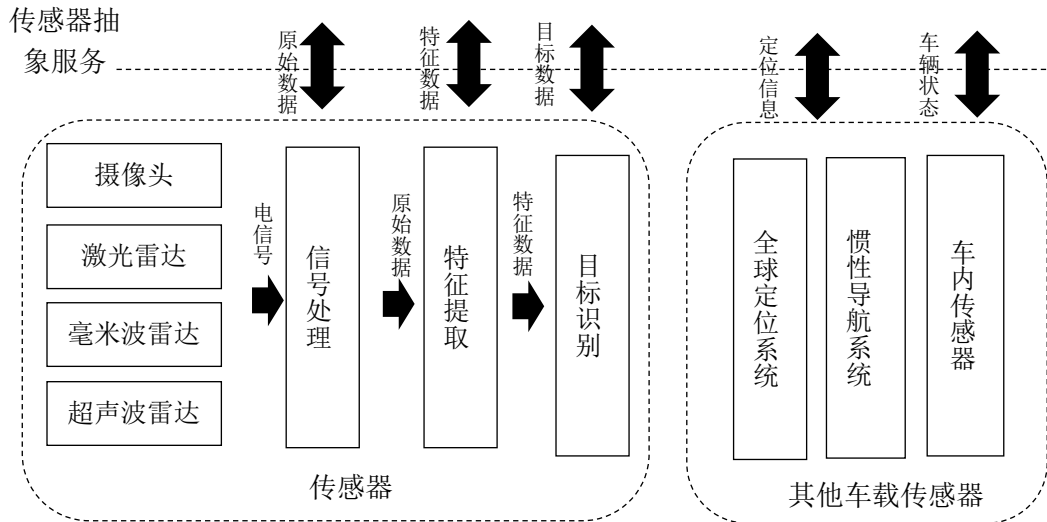 传感器抽
象服务
原始数据
特征数据
目标数据
定位信息
车辆状态
摄像头
激光雷达
毫米波雷达
超声波雷达
电信号
信号处理
原始数据
特征提取
特征数据
目标识别
传感器
全球定位系统
惯性导航系统
车内传感器
其他车载传感器